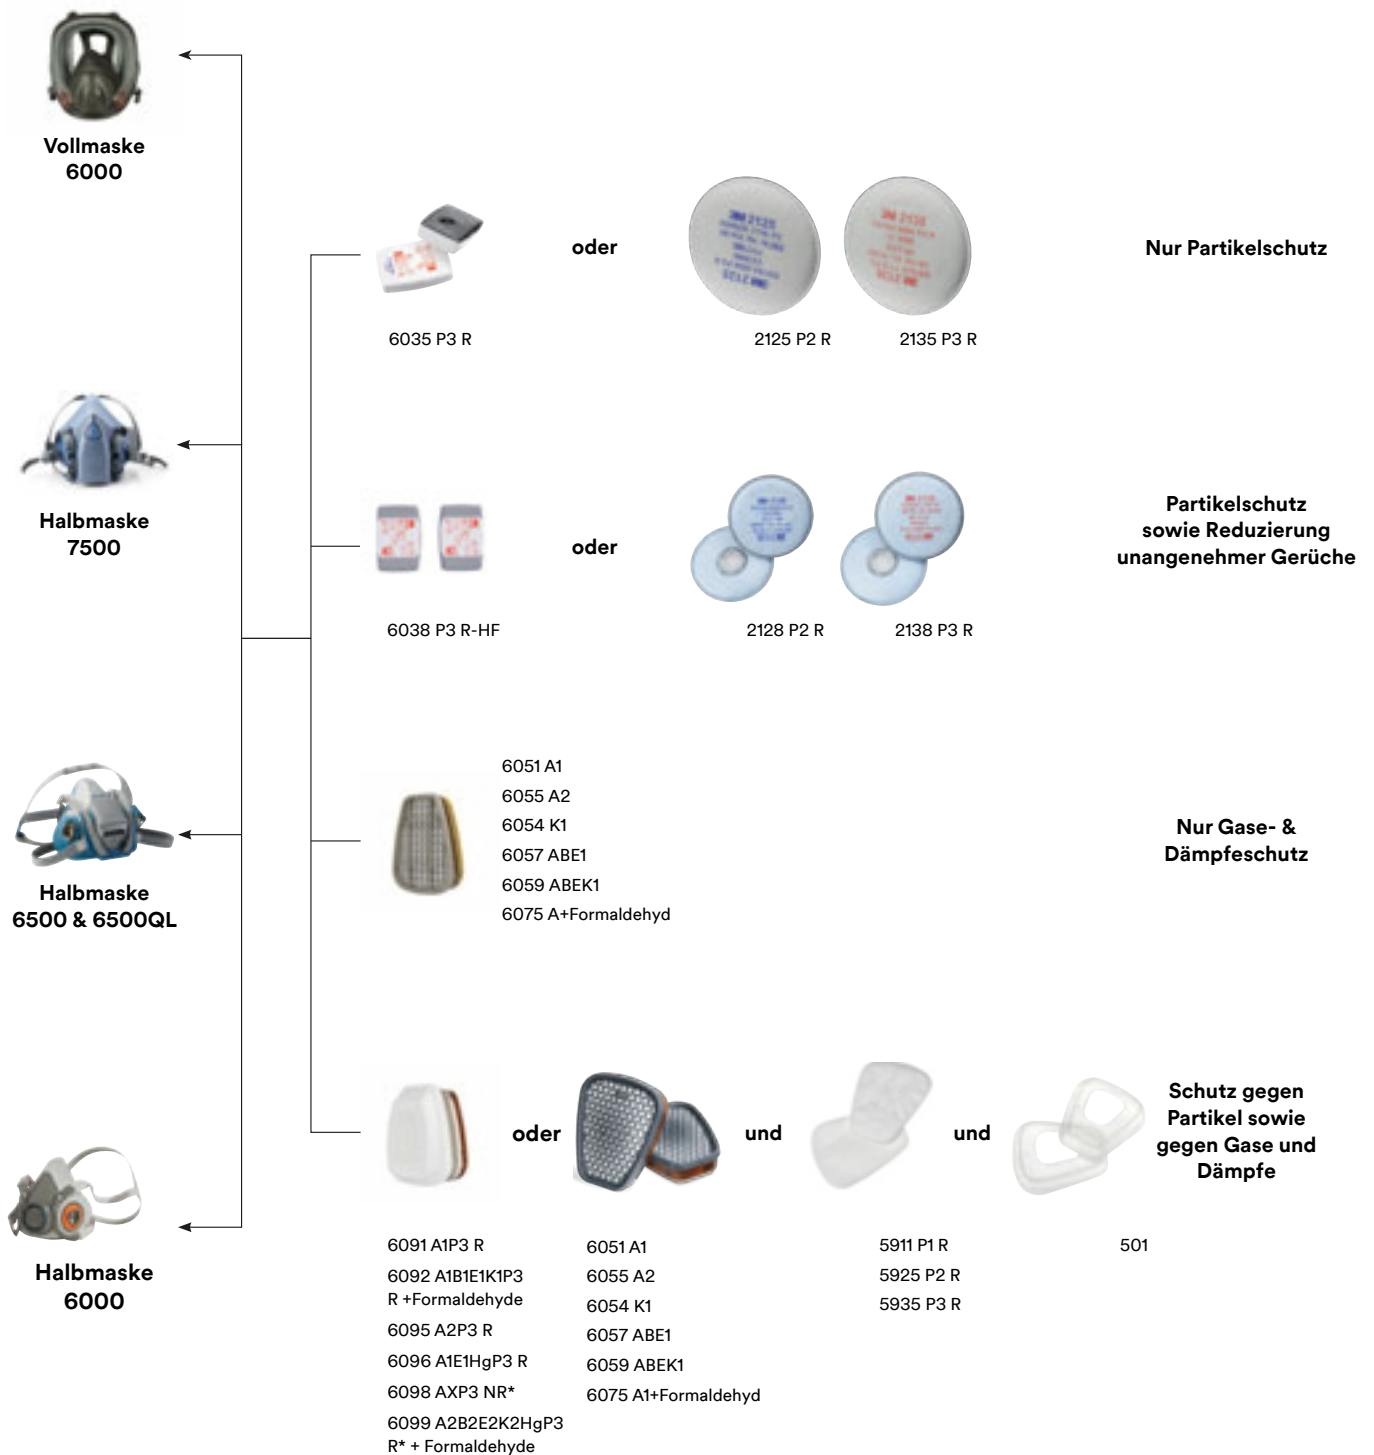 Vollmaske
6000
oder
Nur Partikelschutz
6035 P3 R
2125 P2 R
2135 P3 R
Halbmaske
7500
oder
Partikelschutz
sowie Reduzierung
unangenehmer Gerüche
6038 P3 R-HF
2128 P2 R
2138 P3 R
Halbmaske
6500 & 6500QL
6051 A1
6055 A2
6054 K1
6057 ABE1
6059 ABEK1
6075 A+Formaldehyd
Nur Gase- &
Dämpfeschutz
Halbmaske
6000
oder
und
und
Schutz gegen
Partikel sowie
gegen Gase und
Dämpfe
6091 A1P3 R
6092 A1B1E1K1P3
R +Formaldehyde
6095 A2P3 R
6096 A1E1HgP3 R
6098 AXP3 NR*
6099 A2B2E2K2HgP3
R* + Formaldehyde
6051 A1
6055 A2
6054 K1
6057 ABE1
6059 ABEK1
6075 A1+Formaldehyd
5911 P1 R
5925 P2 R
5935 P3 R
501